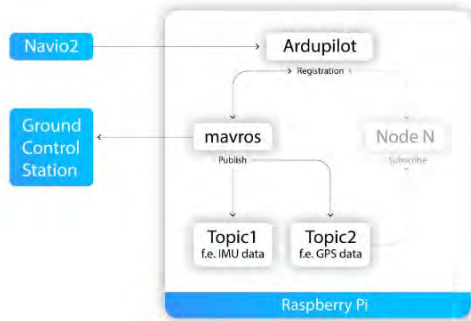 Navio2
Ardupilot
Registration
Ground
Control
Station
mavros
Node N
Publish
Subscribe
Topic1
f.e. IMU data
Topic2
f.e. GPS data
Raspberry Pi